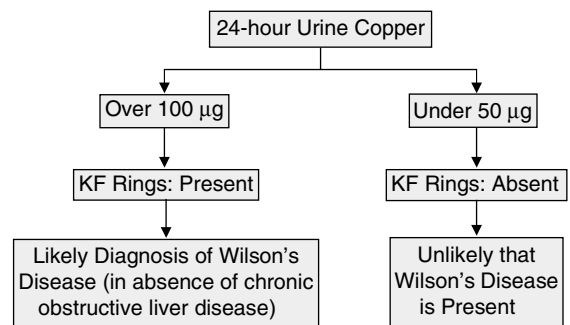 24-hour Urine Copper
Over 100 μg
Under 50 μg
KF Rings: Present
KF Rings: Absent
Likely Diagnosis of Wilson's
Disease (in absence of chronic
obstructive liver disease)
Unlikely that
Wilson's Disease
is Present